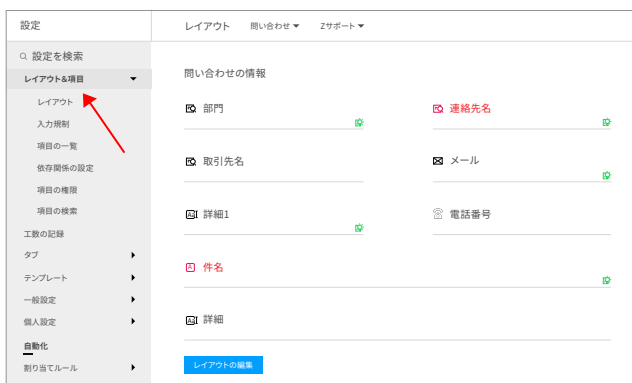 設定
レイアウト 問い合わせ Zサポート
設定を検索
レイアウト&項目
レイアウト
入力規制
項目の一覧
依存関係の設定
項目の権限
項目の検索
工数の記録
タブ
テンプレート
一般設定
個人設定
自動化
割り当てルール
問い合わせの情報
部門
連絡先名
取引先名
メール
詳細1
電話番号
件名
詳細
レイアウトの編集